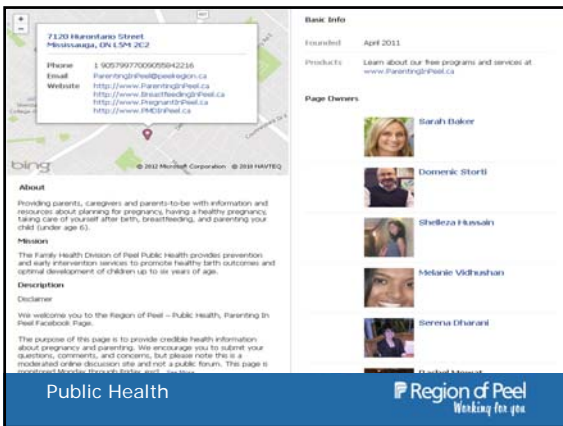 7120 Hurontario Street
Mississauga, ON L5M 2C2
Phone 1 90579977009055842216
Email ParentingInPeel@peelregion.ca
Website http://www.ParentingInPeel.ca
http://www.BreastfeedingInPeel.ca
http://www.PregnantInPeel.ca
http://www.PMDInPeel.ca
bing
© 2012 Microsoft Corporation © 2010 NAVTEQ
About
Providing parents, caregivers and parents-to-be with information and
resources about planning for pregnancy, having a healthy pregnancy,
taking care of yourself after birth, breastfeeding, and parenting your
child (under age 6).
Mission
The Family Health Division of Peel Public Health provides prevention
and early intervention services to promote healthy birth outcomes and
optimal development of children up to six years of age.
Description
Disclaimer
We welcome you to the Region of Peel – Public Health, Parenting In
Peel Facebook Page.
The purpose of this page is to provide credible health information
about pregnancy and parenting. We encourage you to submit your
questions, comments, and concerns, but please note this is a
moderated online discussion site and not a public forum. This page is
monitored Monday through Friday
Basic Info
Founded April 2011
Products Learn about our free programs and services at
www.ParentingInPeel.ca
Page Owners
Sarah Baker
Domenic Storti
Shelleza Hussain
Melanie Vidhushan
Serena Dharani
Public Health
Region of Peel
Working for you